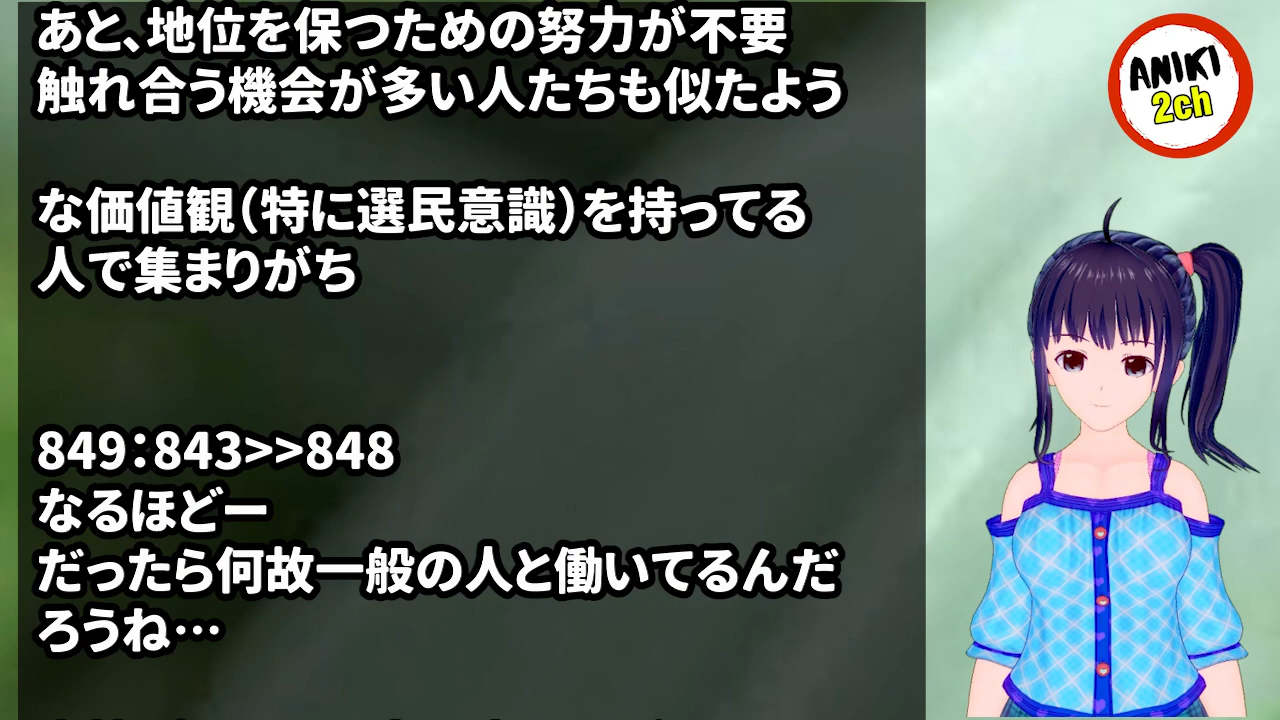 あと、地位を保つための努力が不要
触れ合う機会が多い人たちも似たよう
な価値観(特に選民意識)を持ってる
人で集まりがち
849:843>>848
なるほどー
だったら何故一般の人と働いてるんだ
ろうね…
ANIKI
2ch